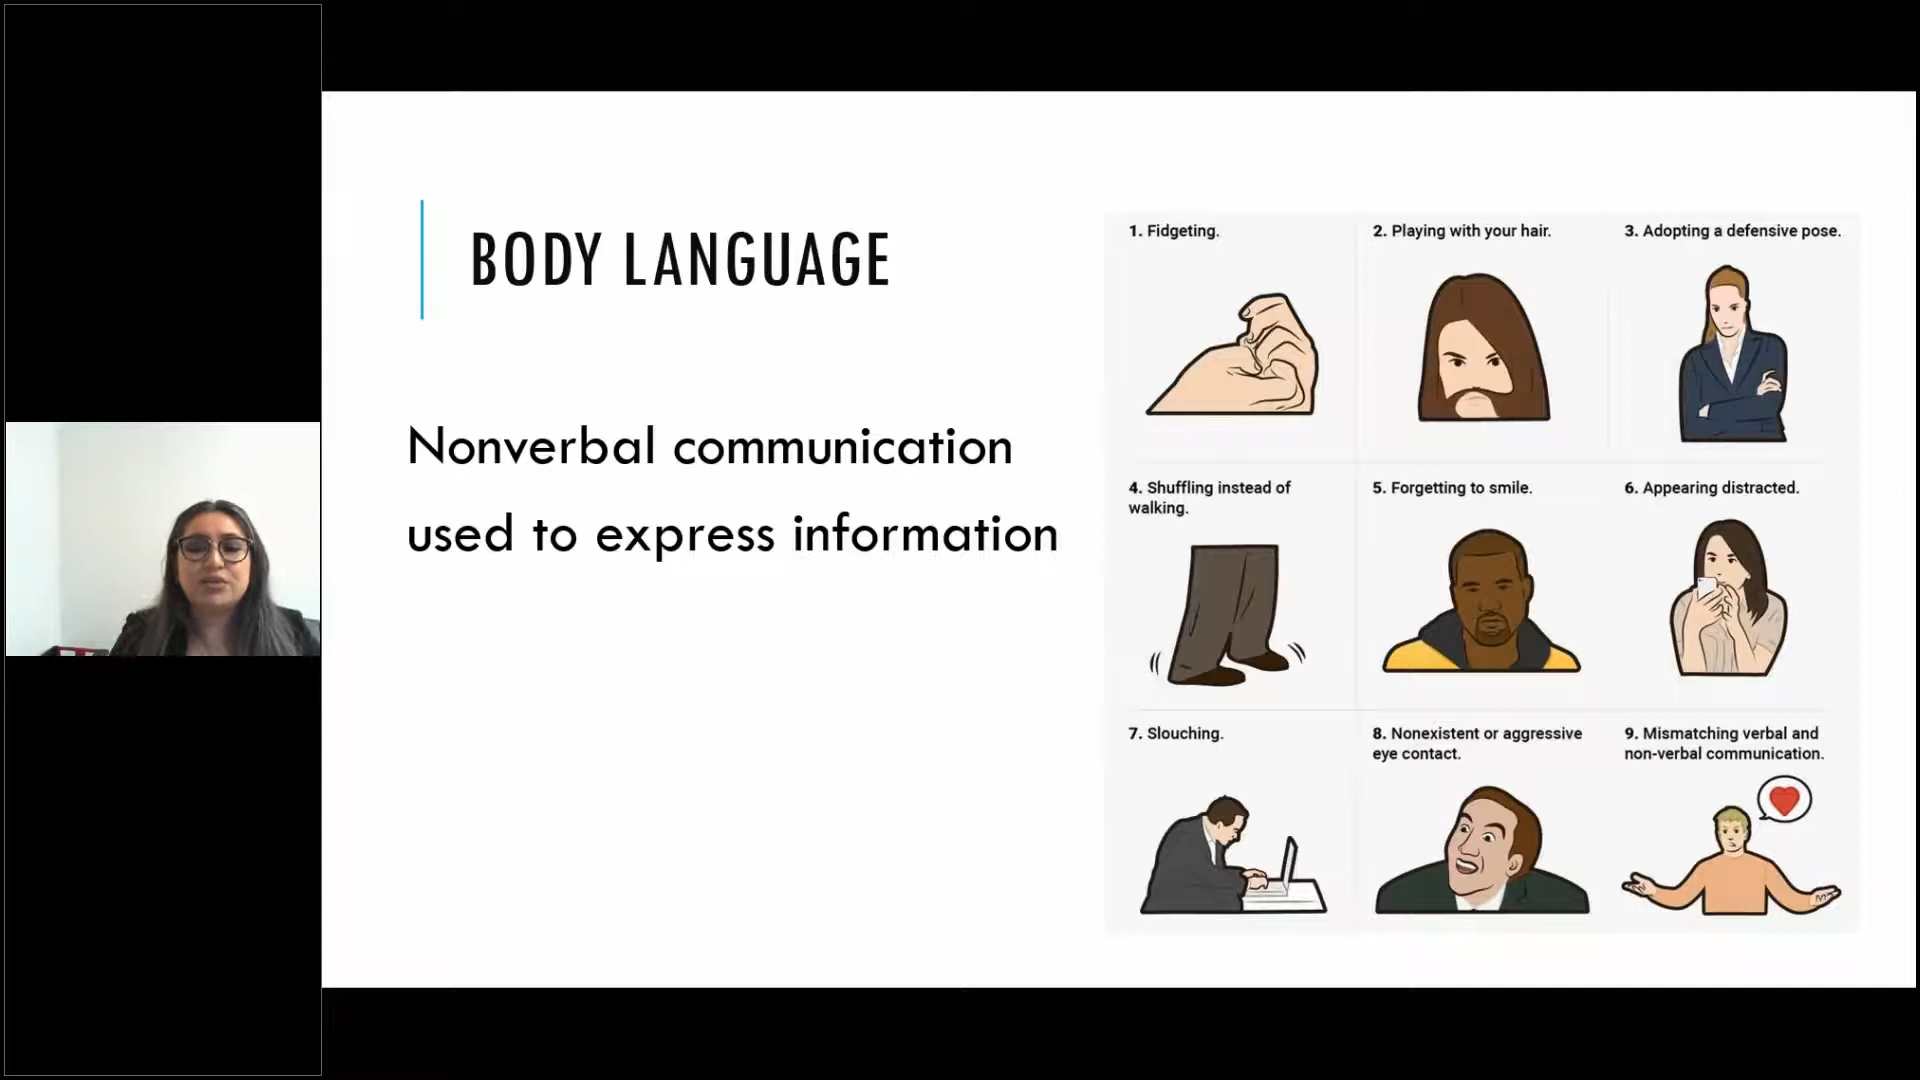 BODY LANGUAGE
Nonverbal communication
used to express information
1. Fidgeting.
2. Playing with your hair.
3. Adopting a defensive pose.
4. Shuffling instead of
walking.
5. Forgetting to smile.
6. Appearing distracted.
7. Slouching.
8. Nonexistent or aggressive
eye contact.
9. Mismatching verbal and
non-verbal communication.